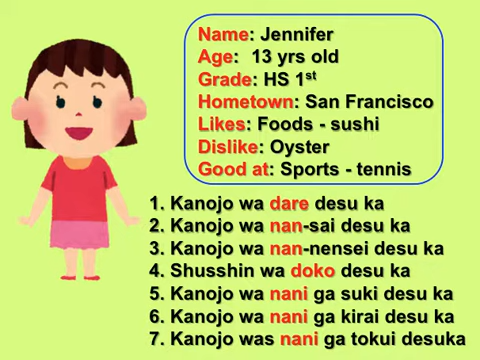 Name: Jennifer
Age:  13 yrs old
Grade: HS 1st
Hometown: San Francisco
Likes: Foods - sushi
Dislike: Oyster
Good at: Sports - tennis
1. Kanojo wa dare desu ka
2. Kanojo wa nan-sai desu ka
3. Kanojo wa nan-nensei desu ka
4. Shusshin wa doko desu ka
5. Kanojo wa nani ga suki desu ka
6. Kanojo wa nani ga kirai desu ka
7. Kanojo was nani ga tokui desuka